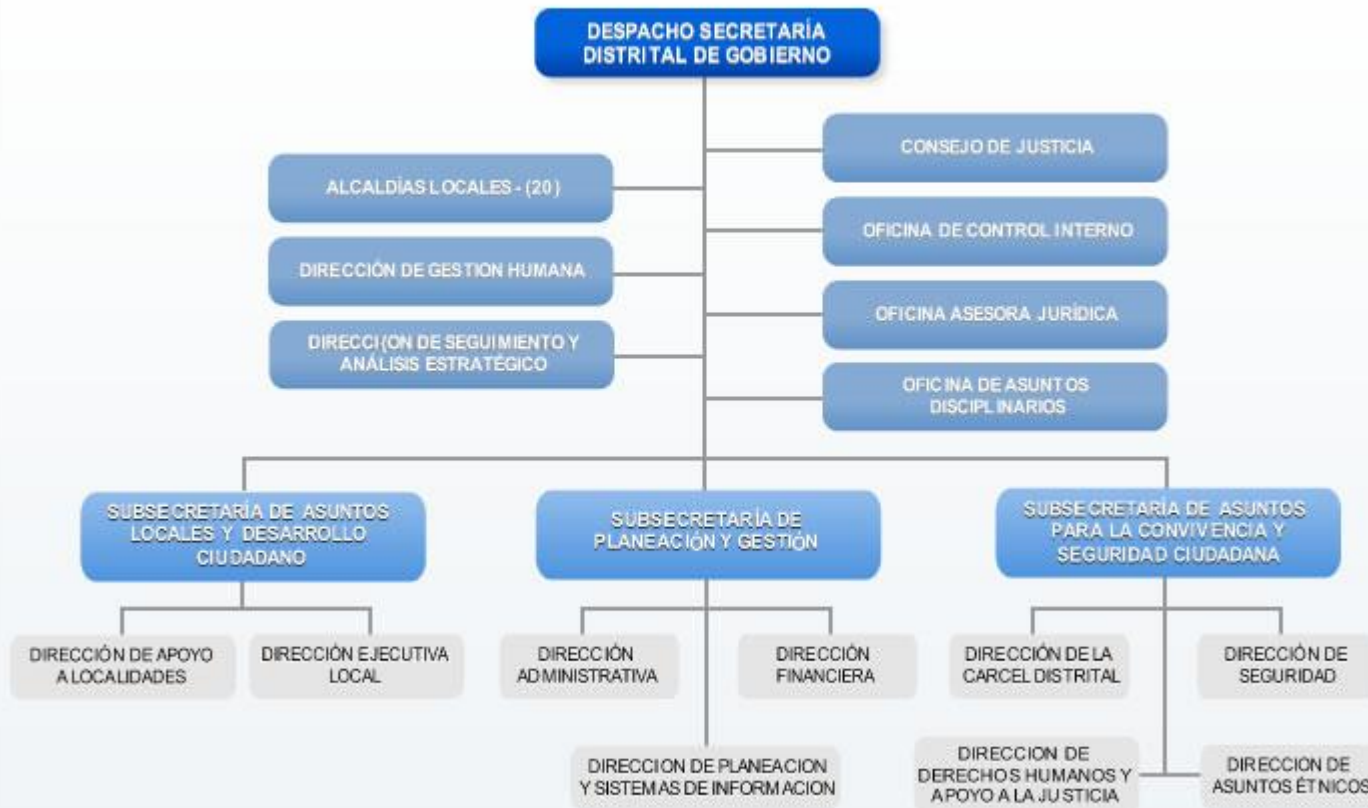 DESPACHO SECRETARÍA
DISTRITAL DE GOBIERNO
CONSEJO DE JUSTICIA
ALCALDÍAS LOCALES - (20)
OFICINA DE CONTROL INTERNO
DIRECCIÓN DE GESTION HUMANA
OFICINA ASESORA JURÍDICA
DIRECCI(ON DE SEGUIMIENTO Y
ANÁLISIS ESTRATÉGICO
OFICINA DE ASUNTOS
DISCIPLINARIOS
SUBSECRETARÍA DE ASUNTOS
LOCALES Y DESARROLLO
CIUDADANO
SUBSECRETARÍA DE
PLANEACIÓN Y GESTIÓN
SUBSECRETARÍA DE ASUNTOS
PARA LA CONVIVENCIA Y
SEGURIDAD CIUDADANA
DIRECCIÓN DE APOYO
A LOCALIDADES
DIRECCIÓN EJECUTIVA
LOCAL
DIRECCIÓN
ADMINISTRATIVA
DIRECCIÓN
FINANCIERA
DIRECCIÓN DE LA
CARCEL DISTRITAL
DIRECCIÓN DE
SEGURIDAD
DIRECCION DE PLANEACION
Y SISTEMAS DE INFORMACION
DIRECCION DE
DERECHOS HUMANOS Y
APOYO A LA JUSTICIA
DIRECCION DE
ASUNTOS ÉTNICOS